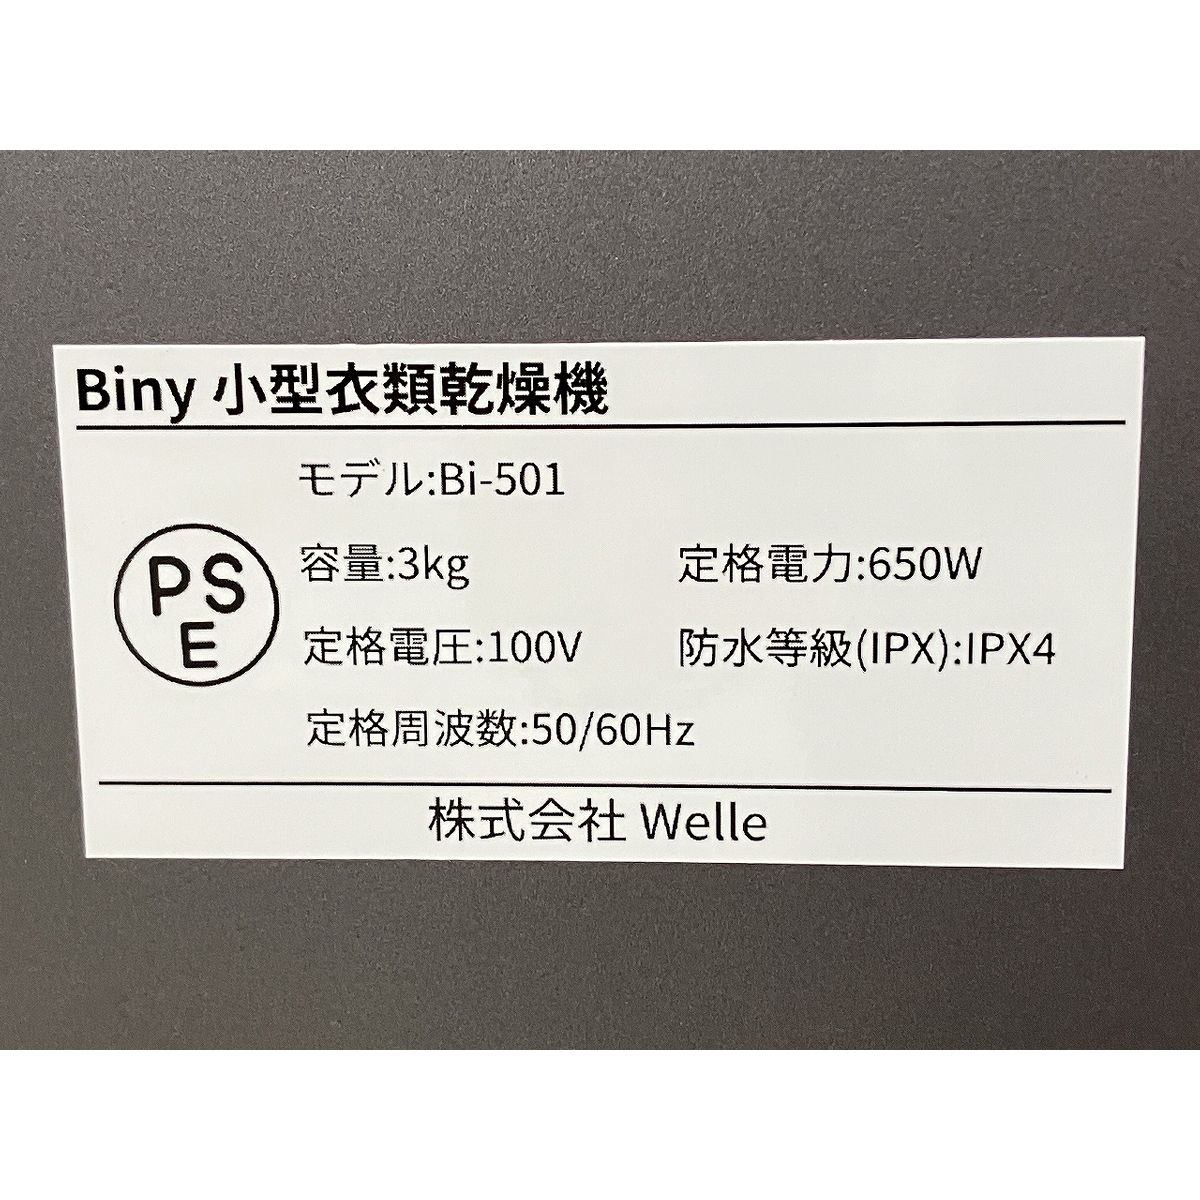 Biny 小型衣類乾燥機
モデル:Bi-501
PS
E
容量:3kg 定格電力:650W
定格電圧:100V 防水等級(IPX):IPX4
定格周波数:50/60Hz
株式会社 Welle